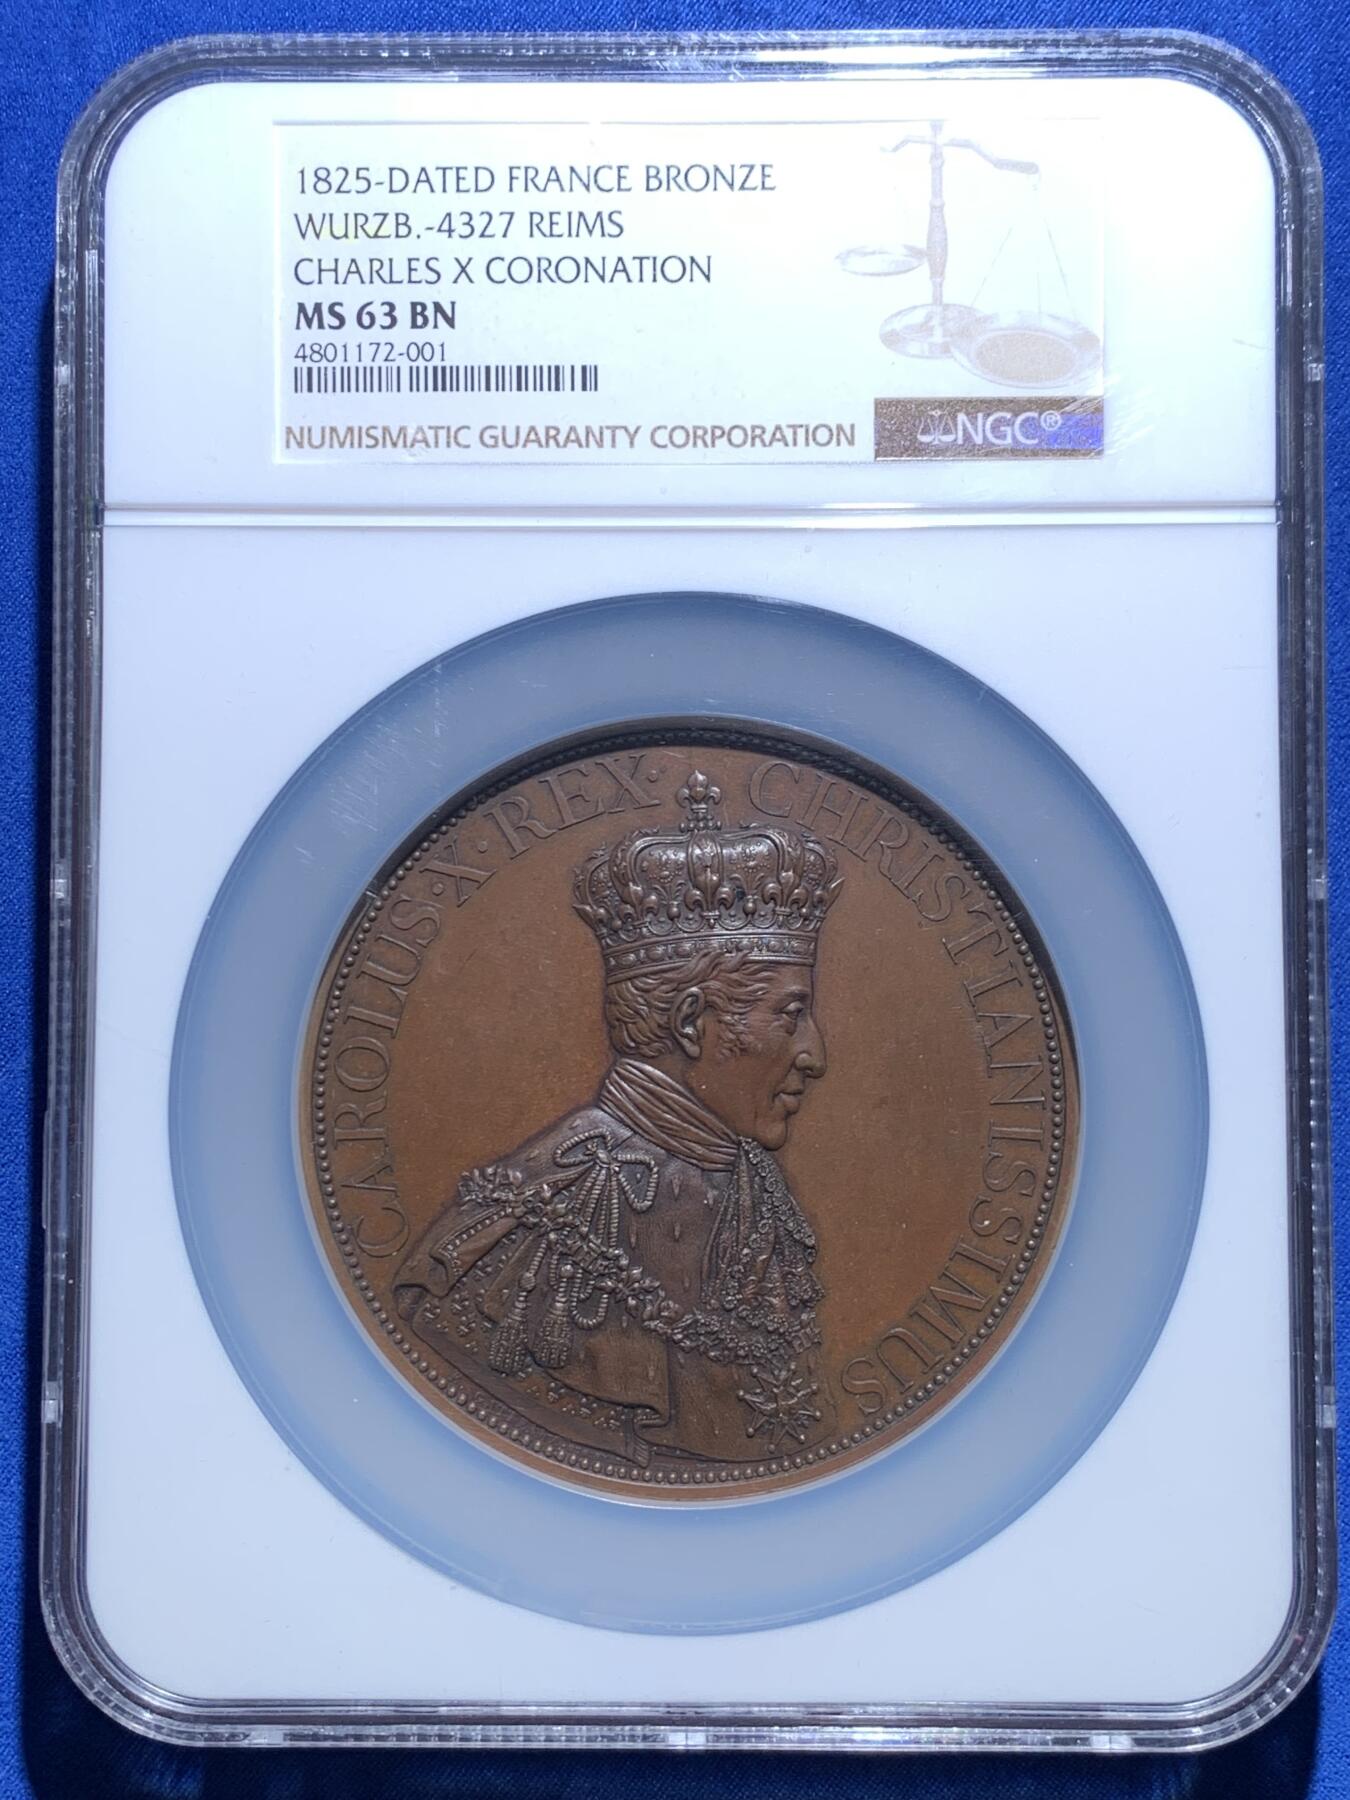 1825-DATED FRANCE BRONZE
WURZB.-4327 REIMS
CHARLES X CORONATION
MS 63 BN
4801172-001
NUMISMATIC GUARANTY CORPORATION
NGC®
CAROLUS·X·REX· CHRISTIANISSIMUS